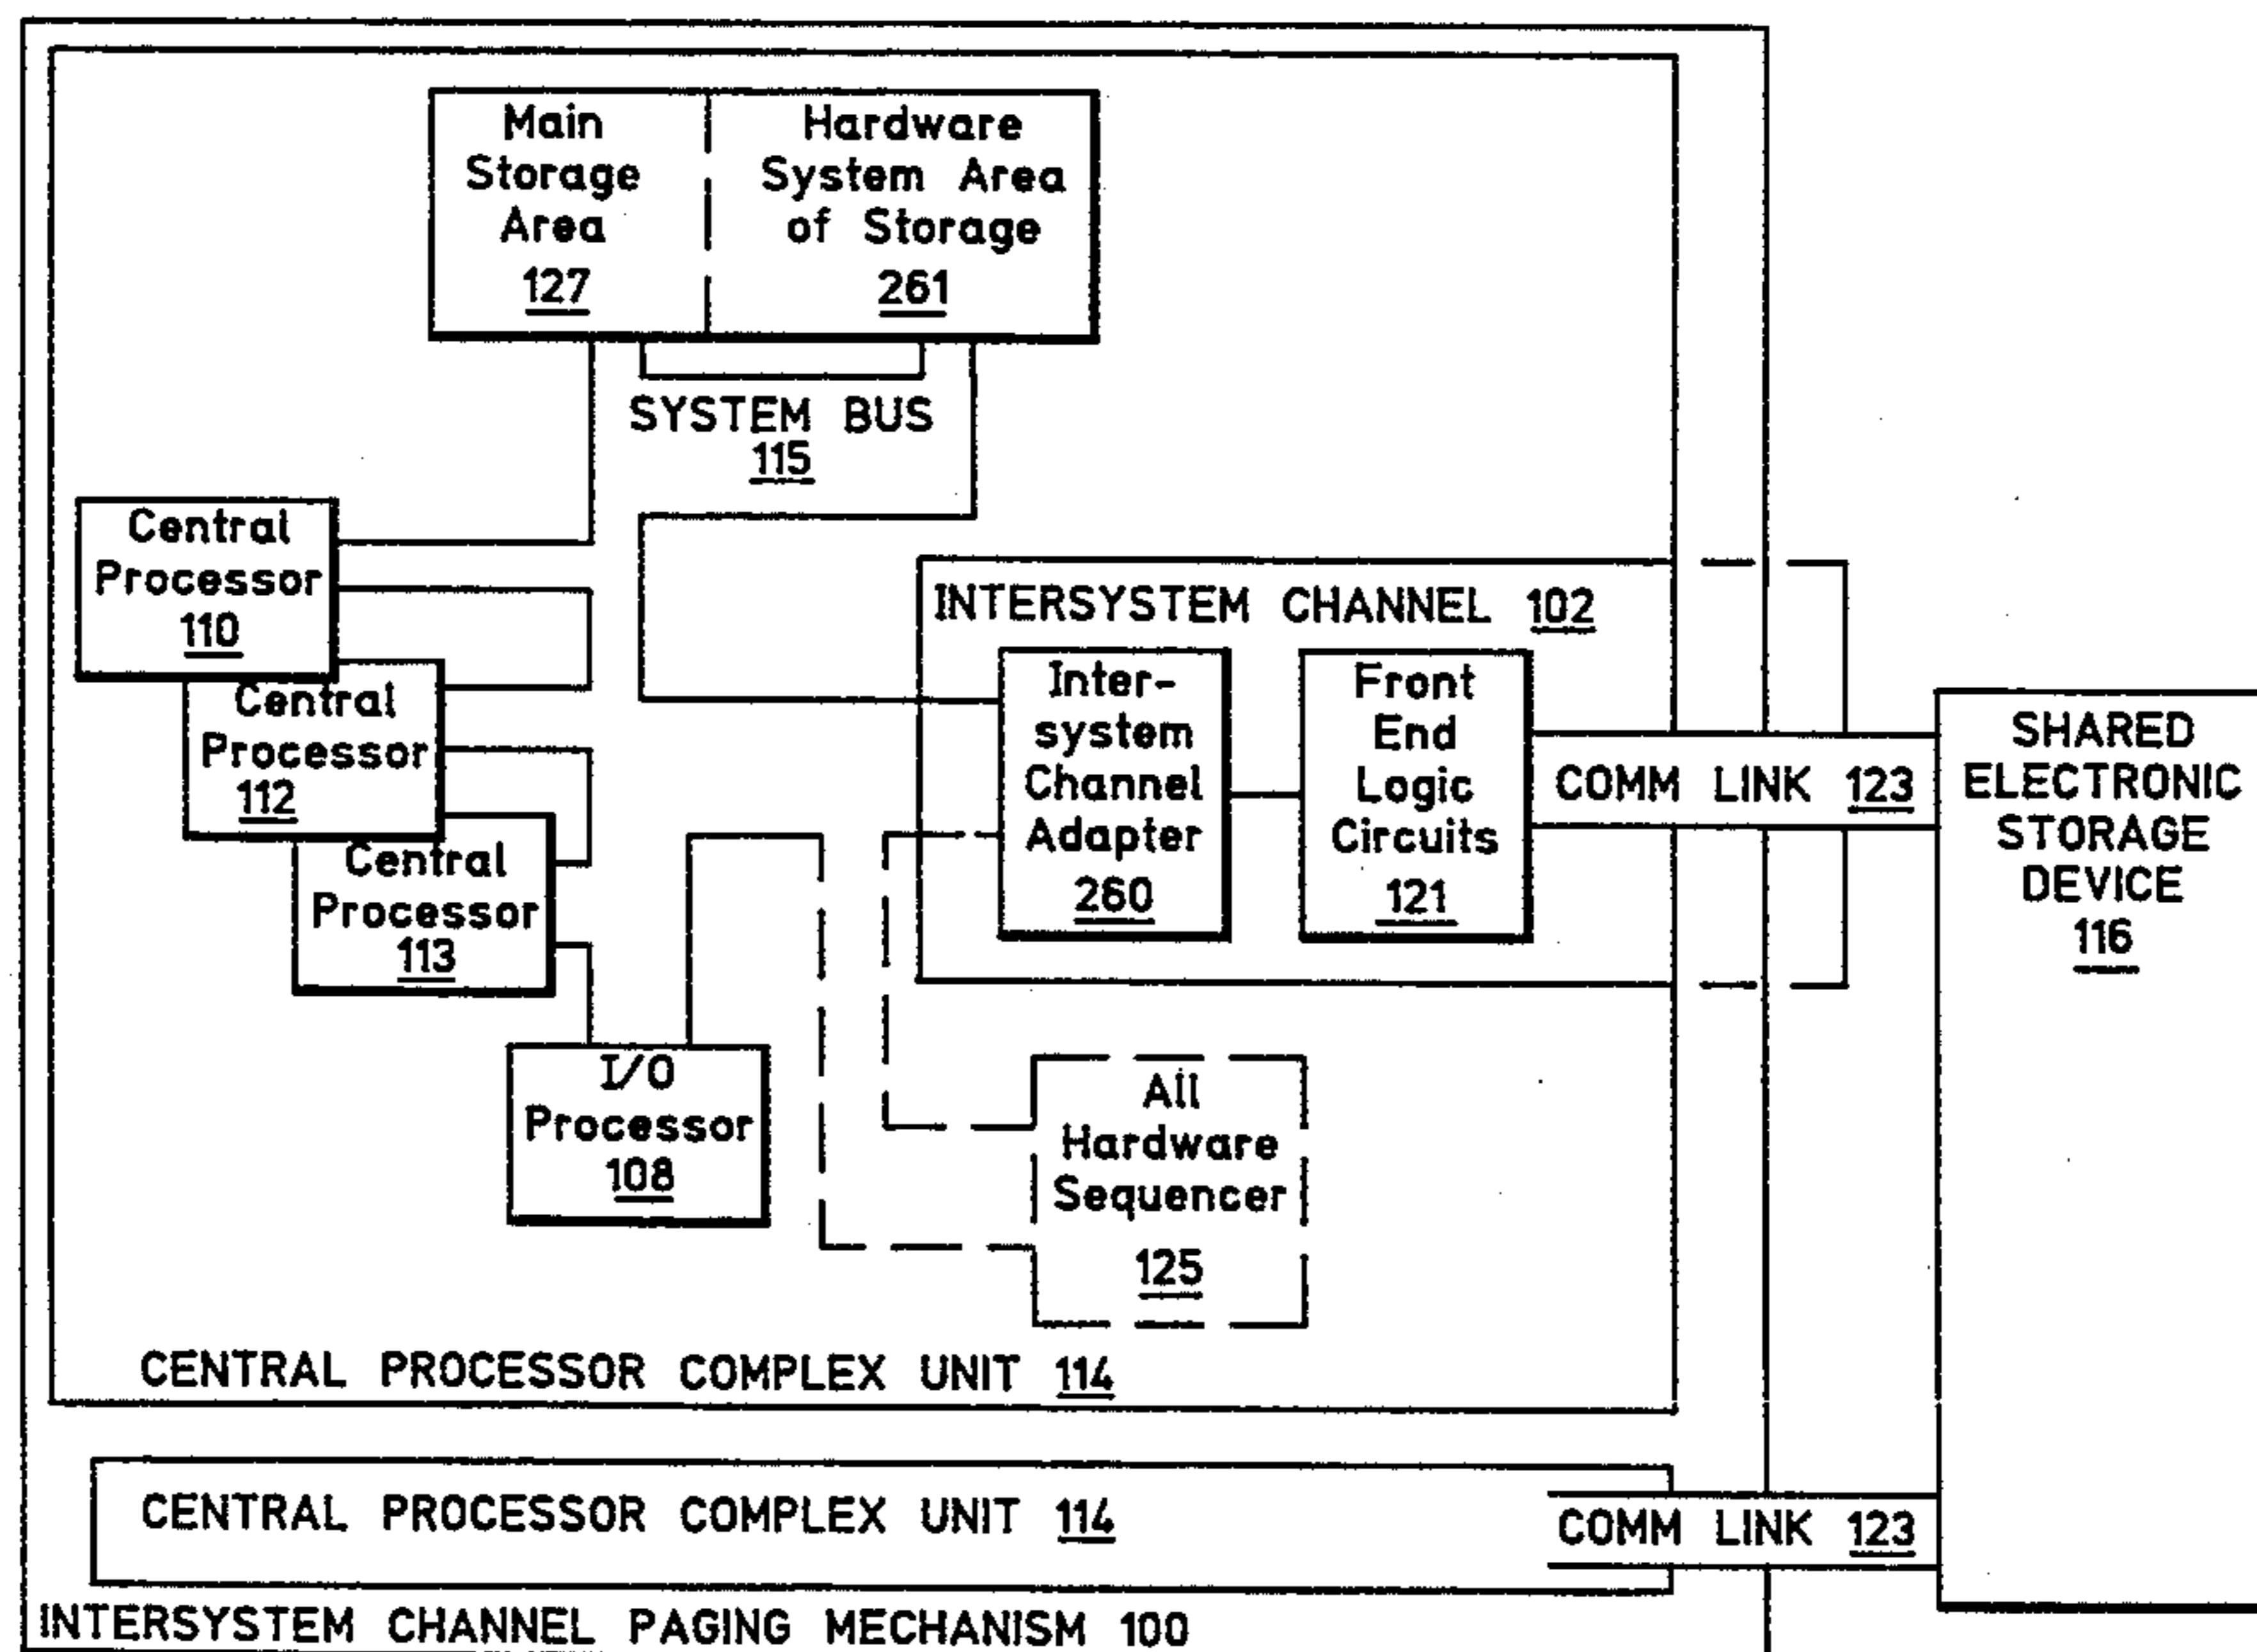 Main
Storage
Area
127
Hardware
System Area
of Storage
261
SYSTEM BUS
115
Central
Processor
110
Central
Processor
112
Central
Processor
113
I/O
Processor
108
INTERSYSTEM CHANNEL 102
Inter-
system
Channel
Adapter
260
Front
End
Logic
Circuits
121
COMM LINK 123
SHARED
ELECTRONIC
STORAGE
DEVICE
116
All
Hardware
Sequencer
125
CENTRAL PROCESSOR COMPLEX UNIT 114
CENTRAL PROCESSOR COMPLEX UNIT 114
COMM LINK 123
INTERSYSTEM CHANNEL PAGING MECHANISM 100